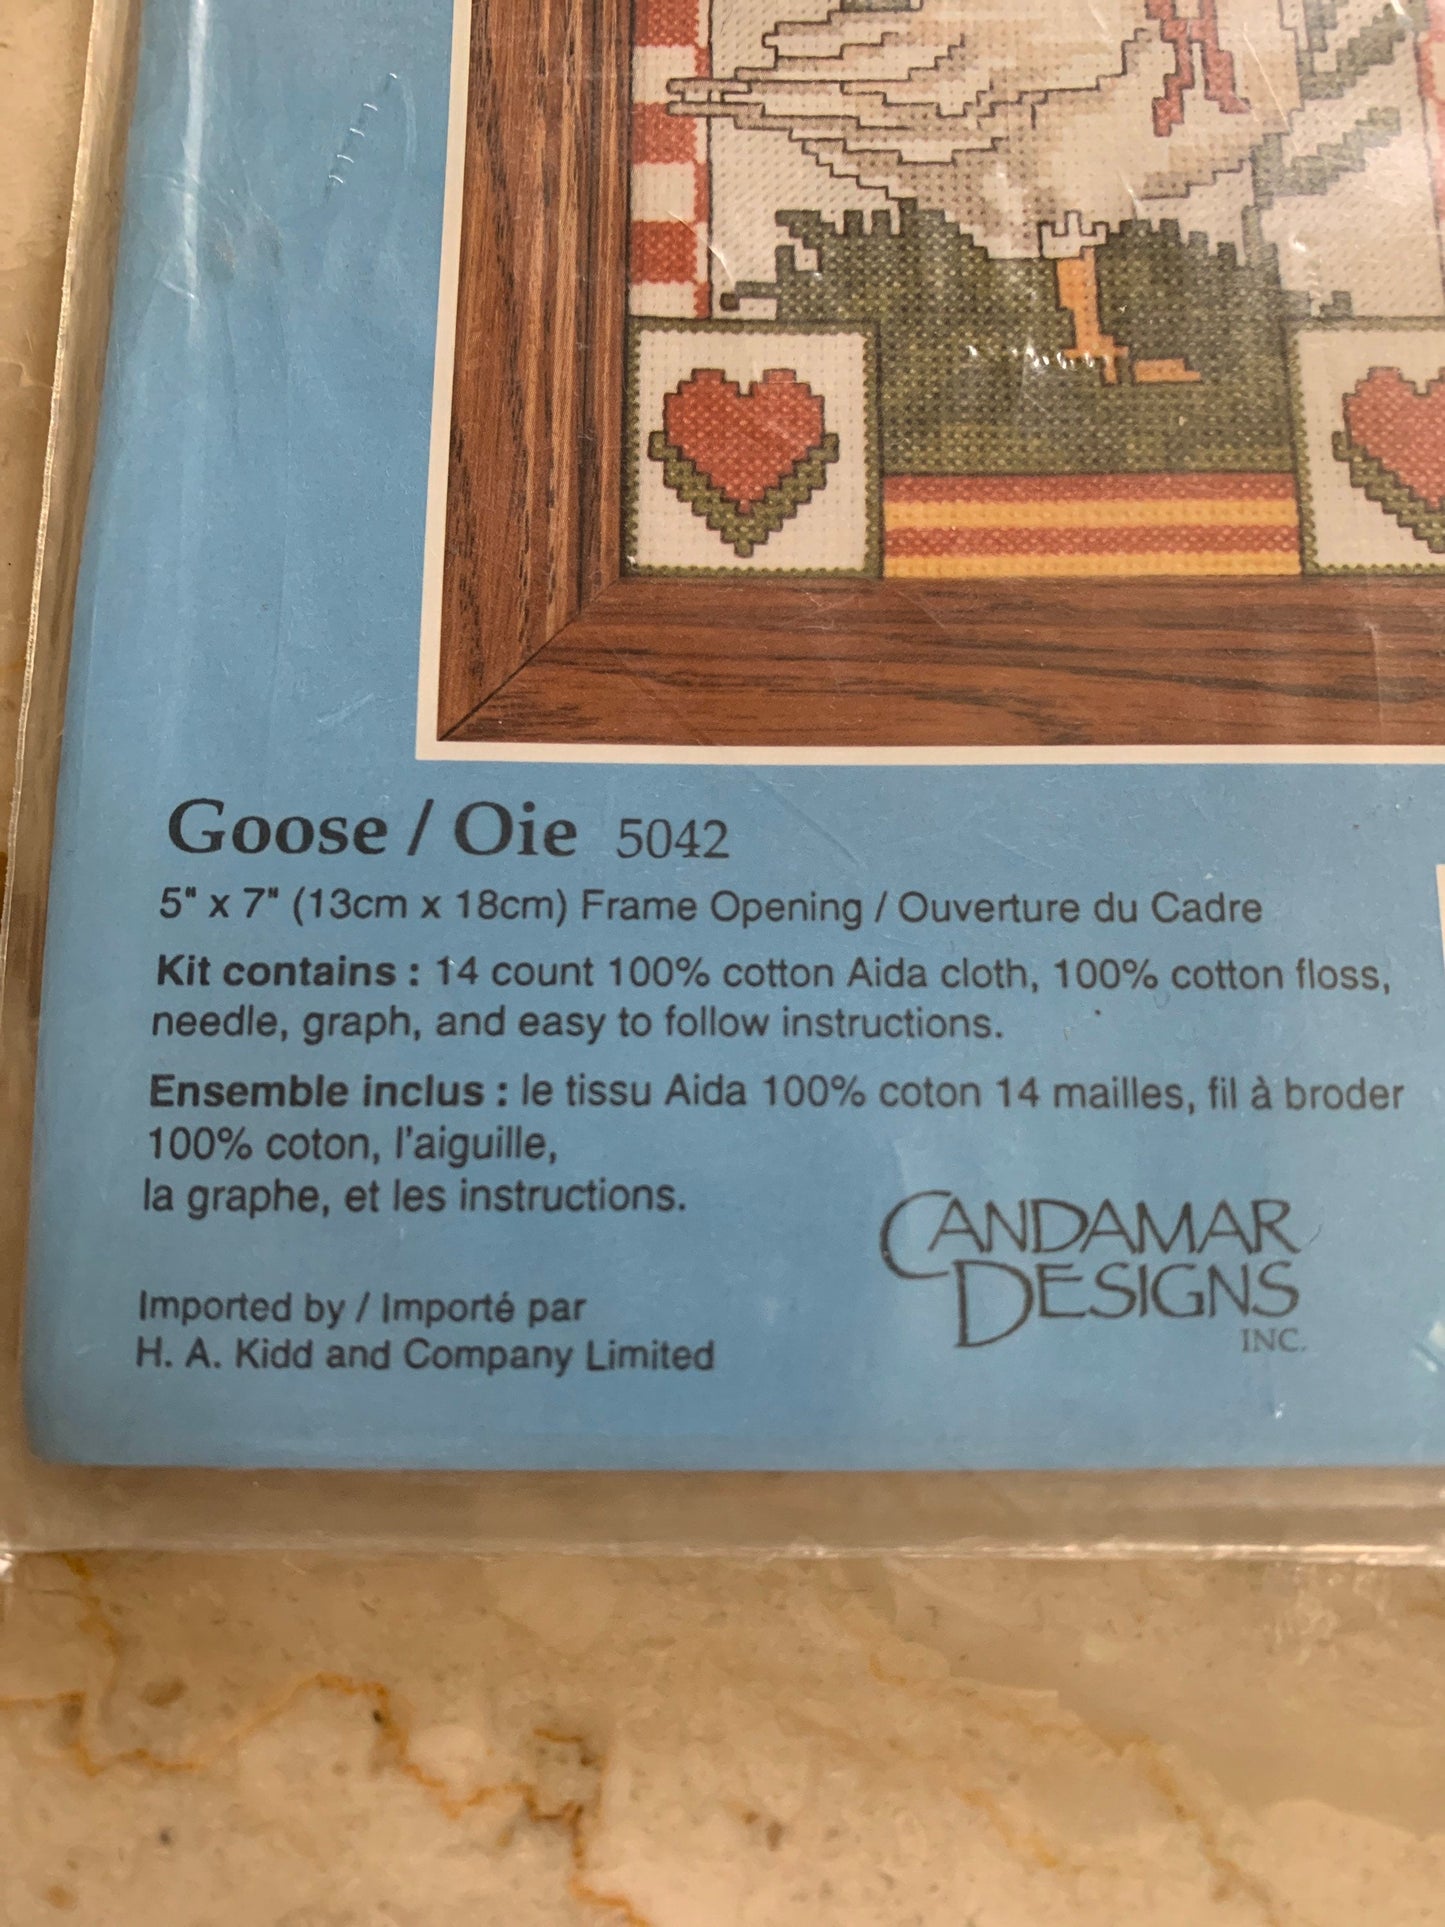 Goose / Oie 5042
5" x 7" (13cm x 18cm) Frame Opening / Ouverture du Cadre
Kit contains : 14 count 100% cotton Aida cloth, 100% cotton floss,
needle, graph, and easy to follow instructions.
Ensemble inclus : le tissu Aida 100% coton 14 mailles, fil à broder
100% coton, l'aiguille,
la graphe, et les instructions.
Imported by / Importé par
H. A. Kidd and Company Limited
CANDAMAR
DESIGNS
INC.